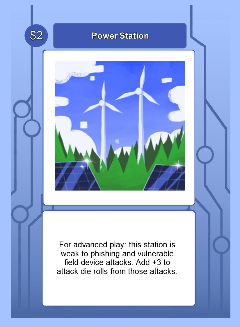 S2
Power Station
For advanced play: this station is
weak to phishing and vulnerable
field device attacks. Add +3 to
attack die rolls from those attacks.